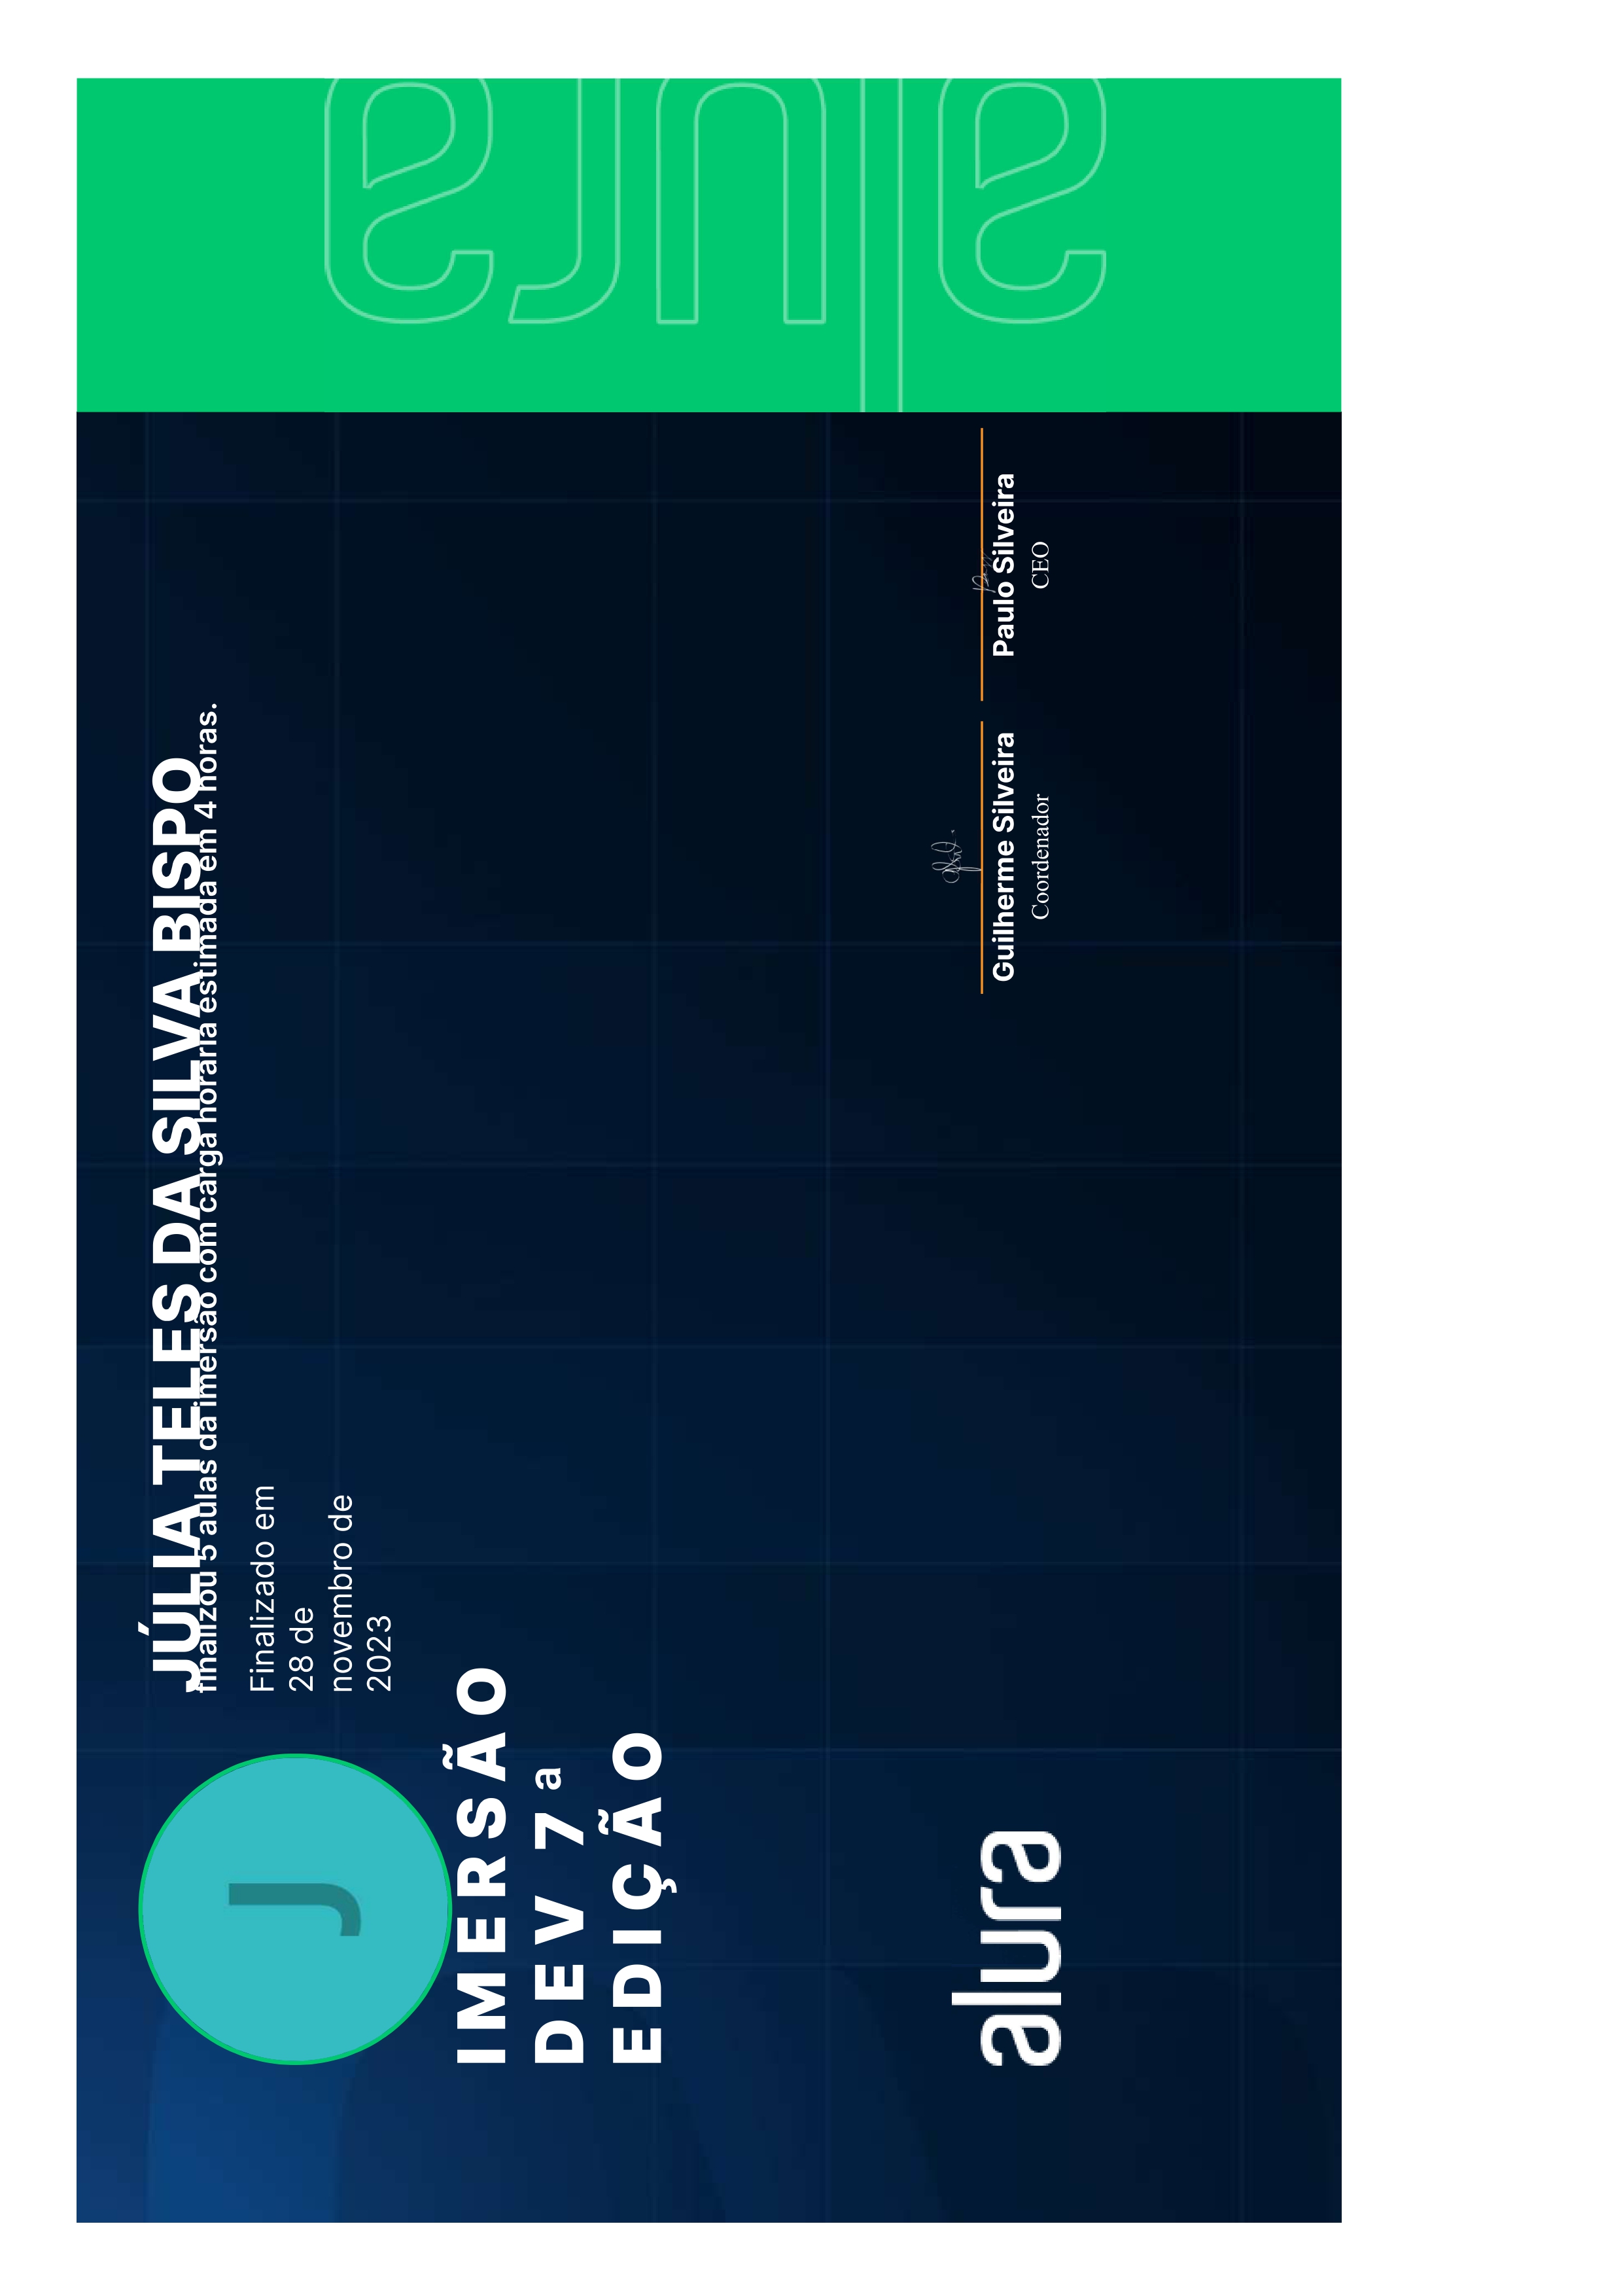 J
JÚLIA TELES DA SILVA BISPO
finalizou 5 aulas da imersão com carga horária estimada em 4 horas.
Finalizado em
28 de
novembro de
2023
IMERSÃO
DEV 7ª
EDIÇÃO
alura
Guilherme Silveira
Coordenador
Paulo Silveira
CEO
alura